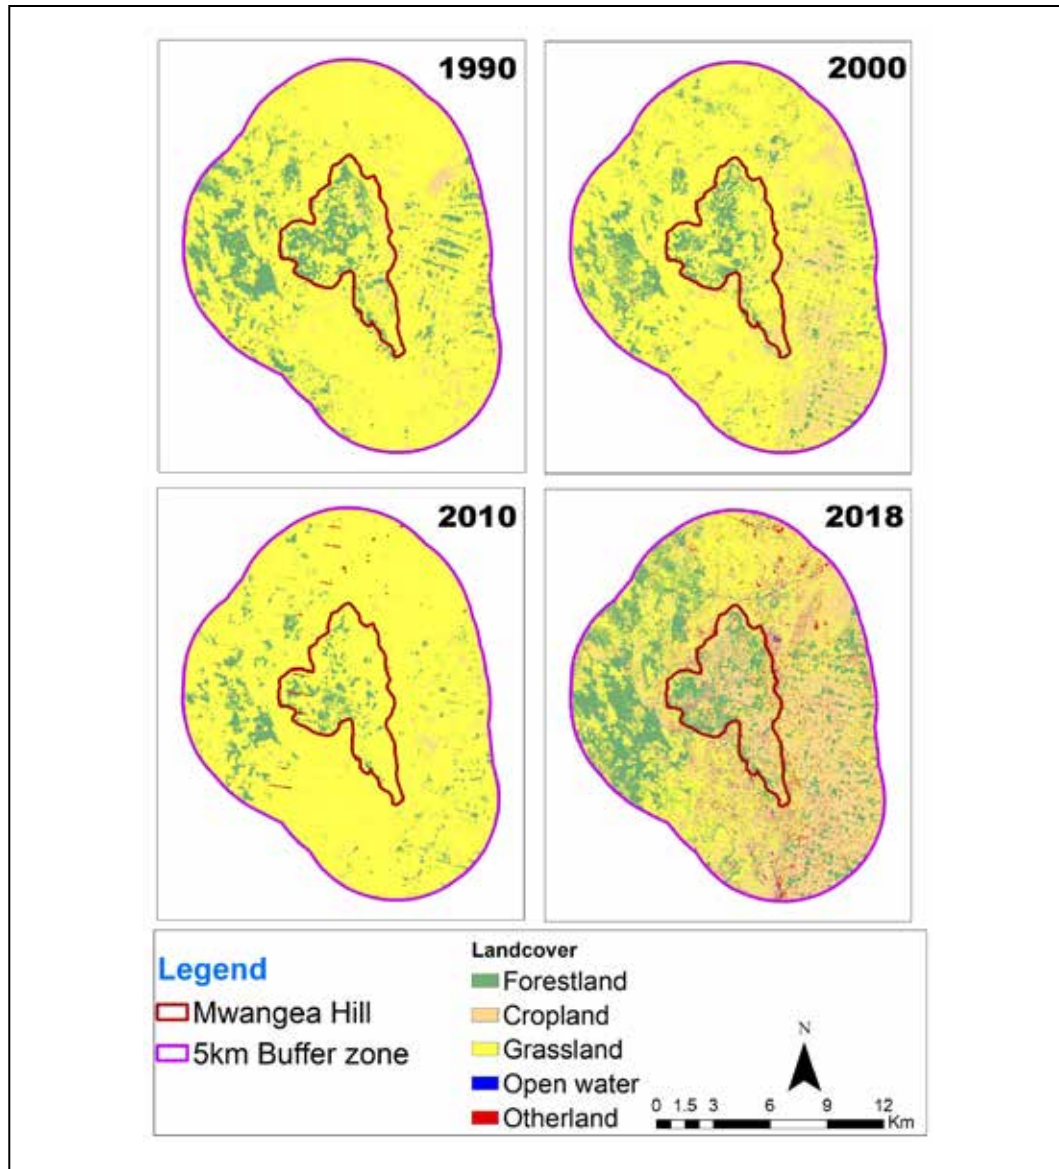 1990
2000
2010
2018
Legend
Mwangea Hill
5km Buffer zone
Landcover
Forestland
Cropland
Grassland
Open water
Otherland
N
0 1.5 3 6 9 12
Km